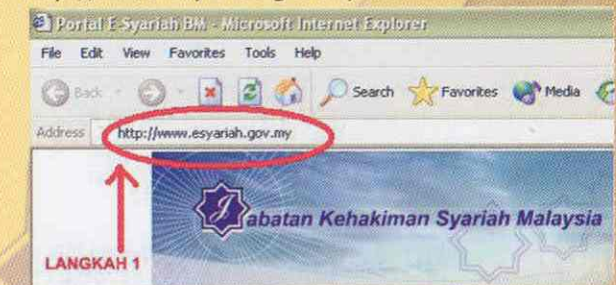 Portal E-Syariah BM - Microsoft Internet Explorer
File Edit View Favorites Tools Help
Back Search Favorites Media
Address http://www.esyariah.gov.my
Jabatan Kehakiman Syariah Malaysia
LANGKAH 1